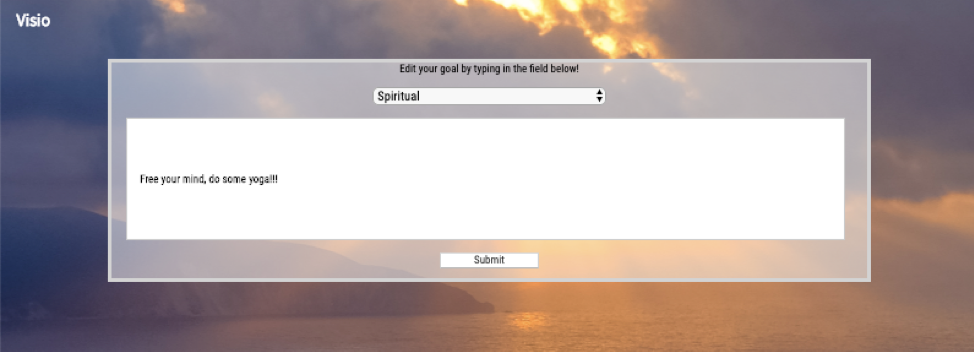 Visio
Edit your goal by typing in the field below!
Spiritual
Free your mind, do some yoga!!!
Submit